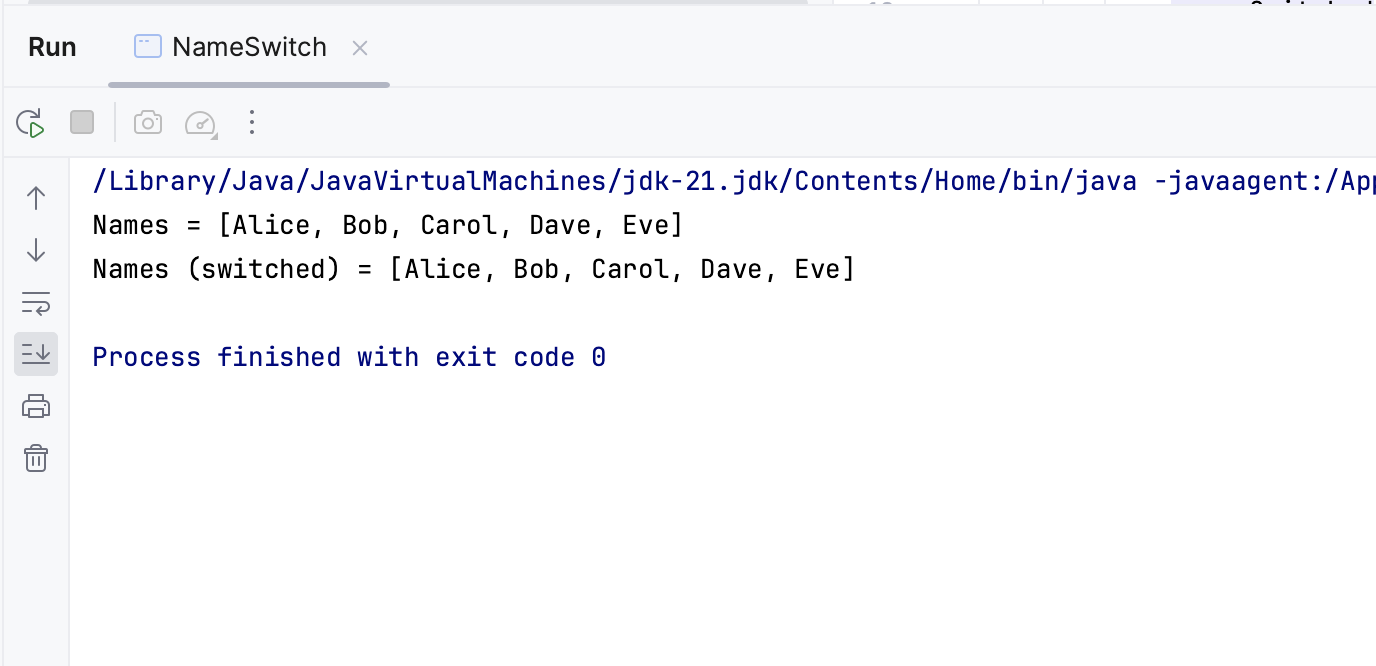 Run NameSwitch
/Library/Java/JavaVirtualMachines/jdk-21.jdk/Contents/Home/bin/java -javaagent:/App
Names = [Alice, Bob, Carol, Dave, Eve]
Names (switched) = [Alice, Bob, Carol, Dave, Eve]
Process finished with exit code 0